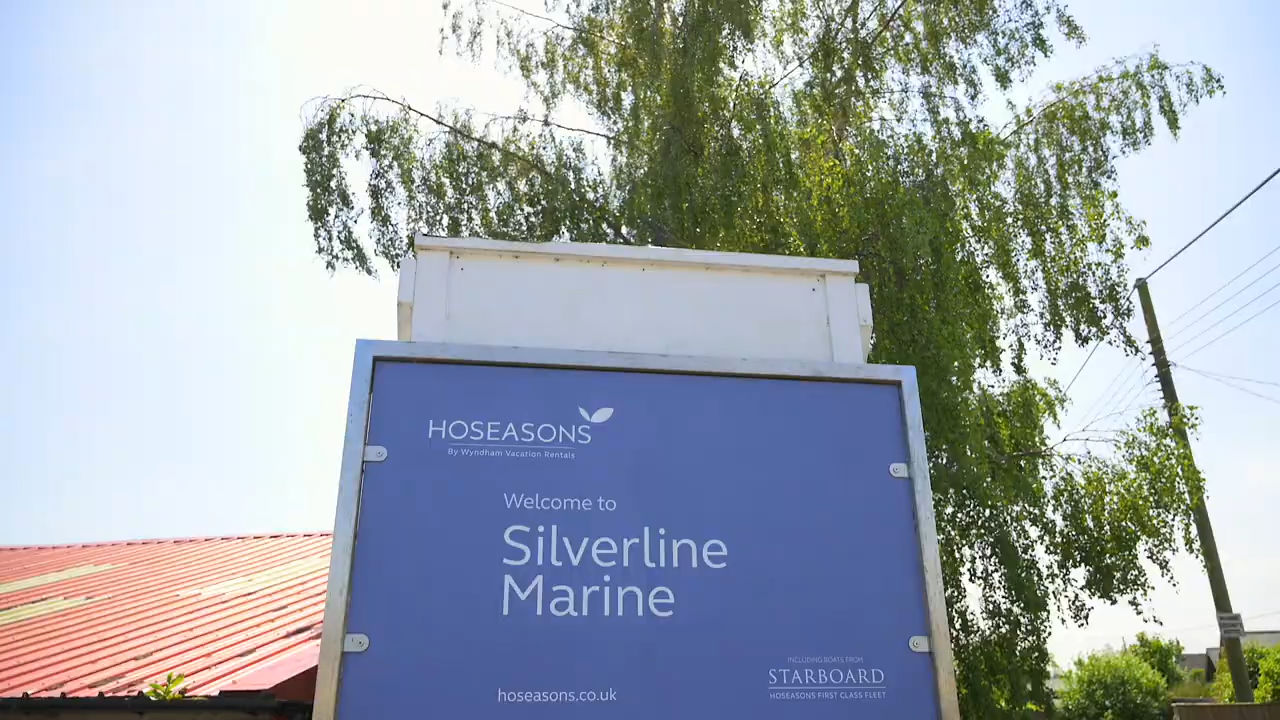 HOSEASONS
By Wyndham Vacation Rentals
Welcome to
Silverline
Marine
INCLUDING BOATS FROM
STARBOARD
HOSEASONS FIRST CLASS FLEET
hoseasons.co.uk